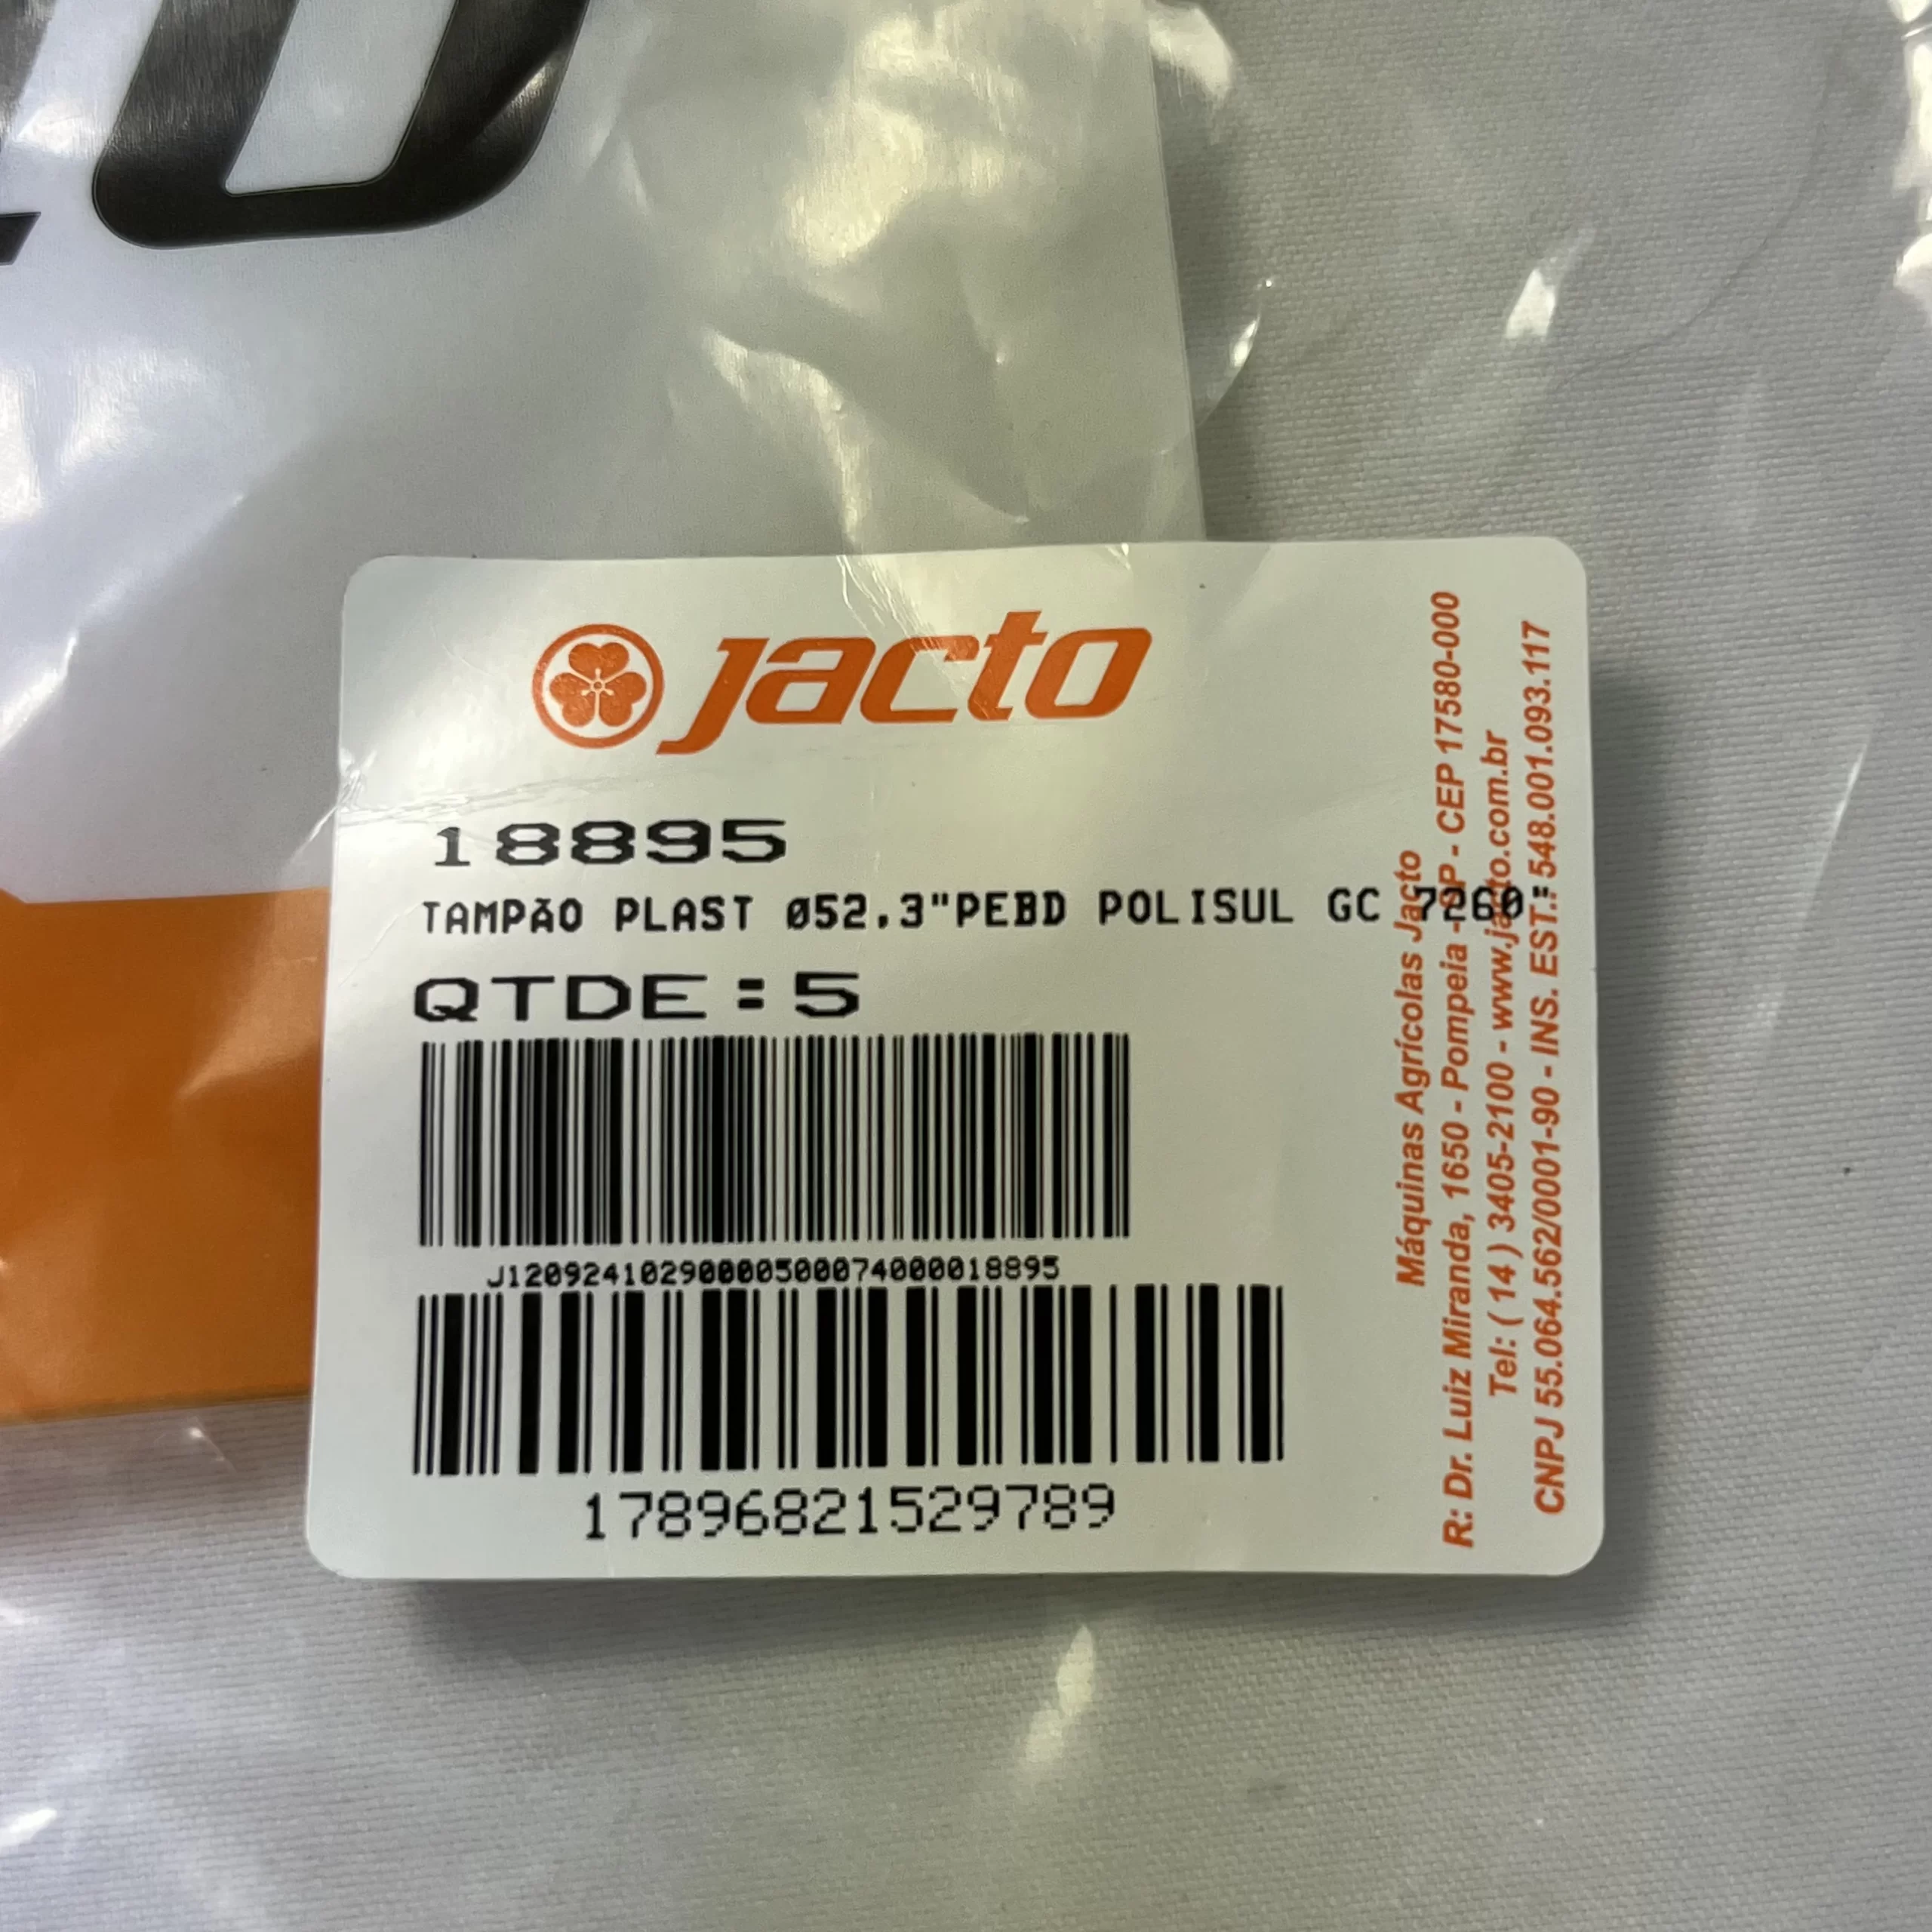 jacto
18895
TAMPÃO PLAST Ø52,3"PEBD POLISUL GC 7260"
QTDE:5
J12092410290000500074000018895
17896821529789
Máquinas Agrícolas Jacto
R: Dr. Luiz Miranda, 1650 - Pompeia - SP - CEP 17580-000
Tel: ( 14 ) 3405-2100 - www.jacto.com.br
CNPJ 55.064.562/0001-90 - INS. EST.: 548.001.093.117